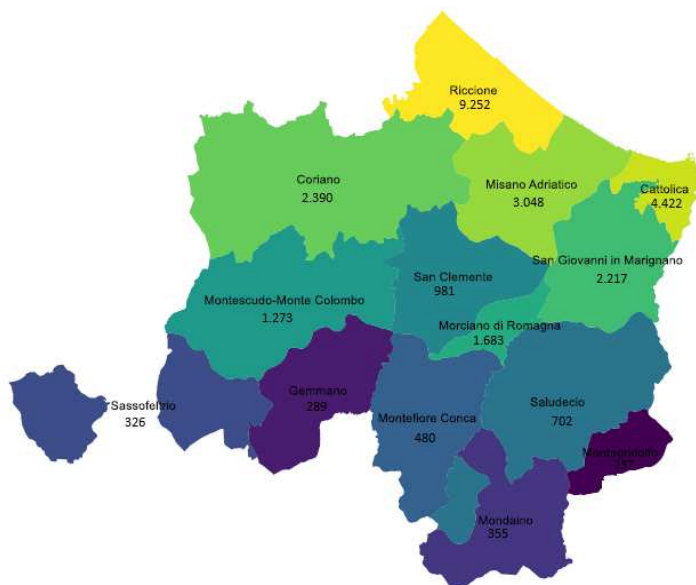 Riccione
9.252
Coriano
2.390
Misano Adriatico
3.048
Cattolica
4.422
San Giovanni in Marignano
2.217
San Clemente
981
Montescudo-Monte Colombo
1.273
Morciano di Romagna
1.683
Sassofeltrio
326
Gemmano
289
Montefiore Conca
480
Saludecio
702
Montegridolfo
Mondaino
355